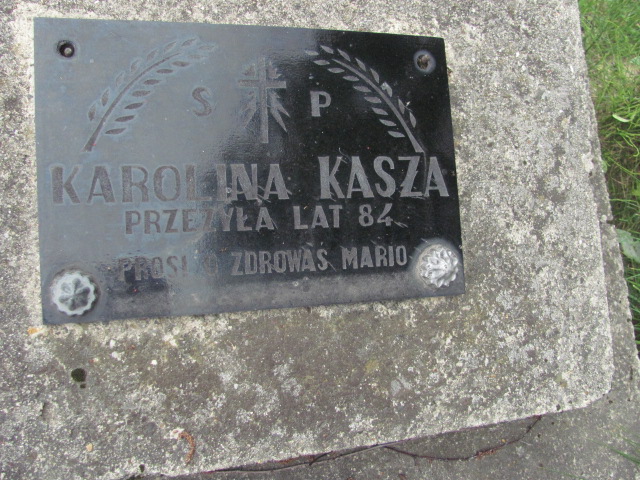 S P
KAROLINA KASZA
PRZEŻYŁA LAT 84
PROSI O ZDROWAŚ MARIO